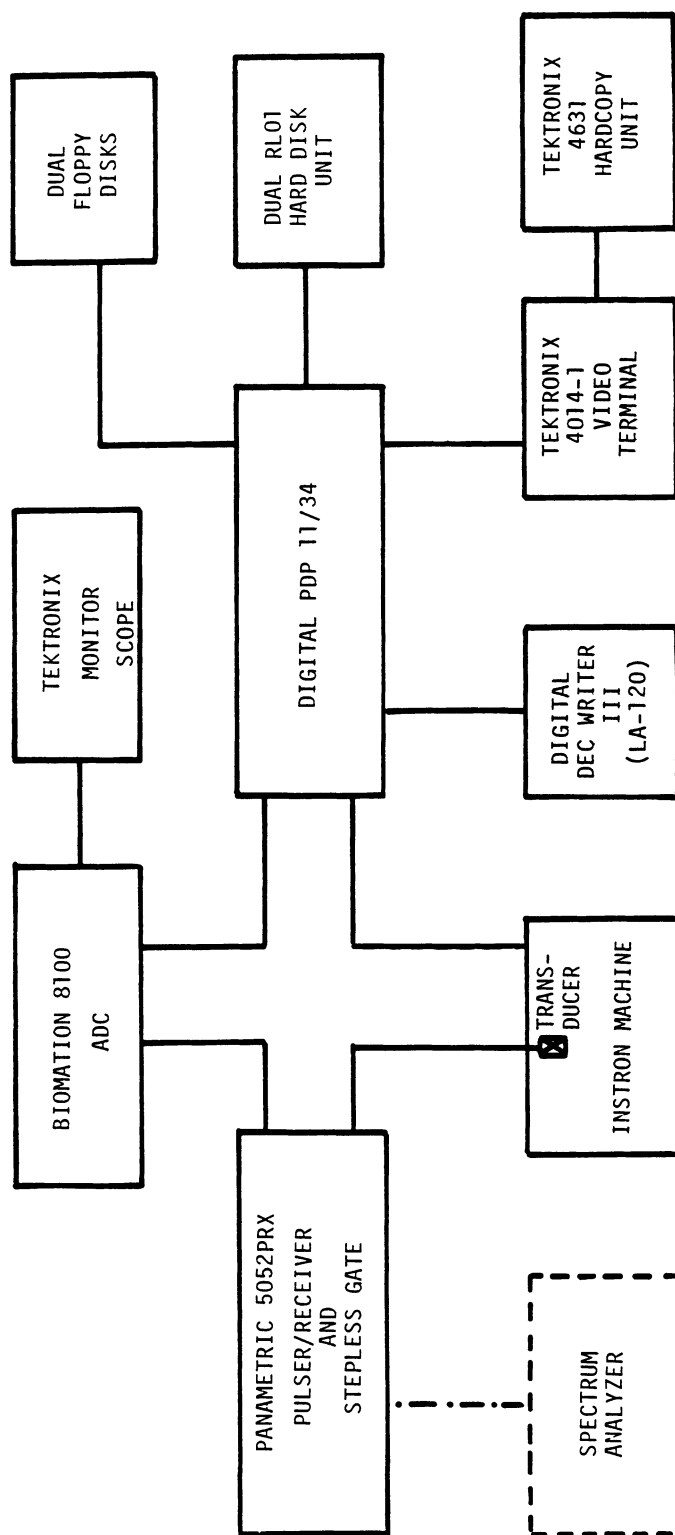 BIOMATION 8100
ADC
TEKTRONIX
MONITOR
SCOPE
DUAL
FLOPPY
DISKS
PANAMETRIC 5052PRX
PULSER/RECEIVER
AND
STEPLESS GATE
DIGITAL PDP 11/34
DUAL RL01
HARD DISK
UNIT
SPECTRUM
ANALYZER
TRANS-
DUCER
INSTRON MACHINE
DIGITAL
DEC WRITER
III
(LA-120)
TEKTRONIX
4014-1
VIDEO
TERMINAL
TEKTRONIX
4631
HARDCOPY
UNIT